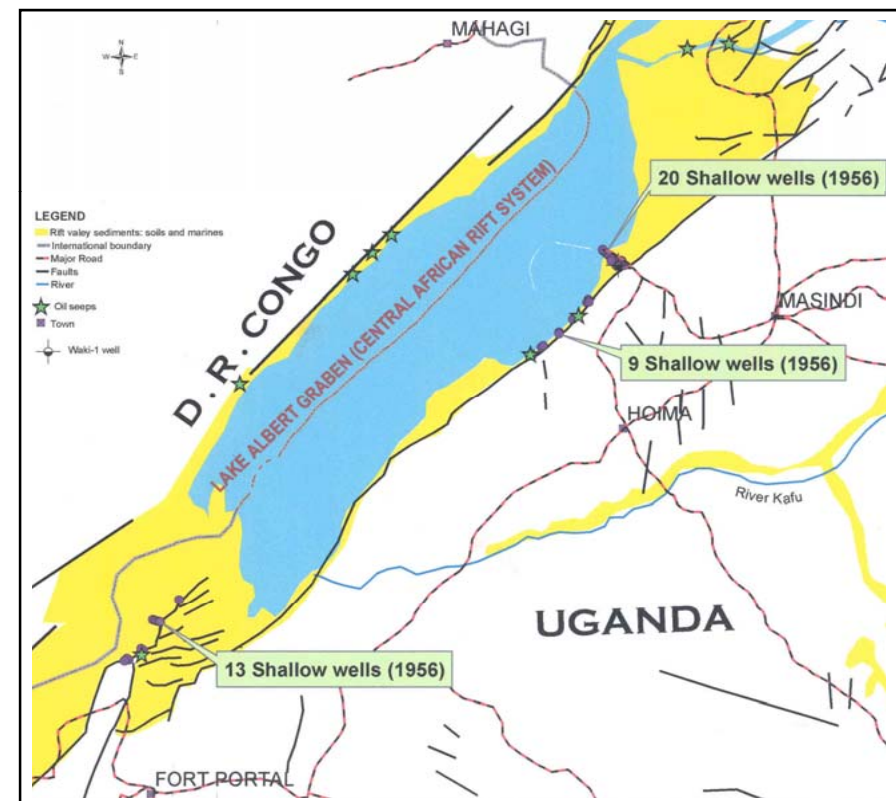 MAHAGI
N
W E
S
20 Shallow wells (1956)
LEGEND
Rift valey sediments: soils and marines
International boundary
Major Road
Faults
River
Oil seeps
Town
Waki-1 well
D. R. CONGO
LAKE ALBERT GRABEN (CENTRAL AFRICAN RIFT SYSTEM)
MASINDI
9 Shallow wells (1956)
HOIMA
River Kafu
UGANDA
13 Shallow wells (1956)
FORT PORTAL